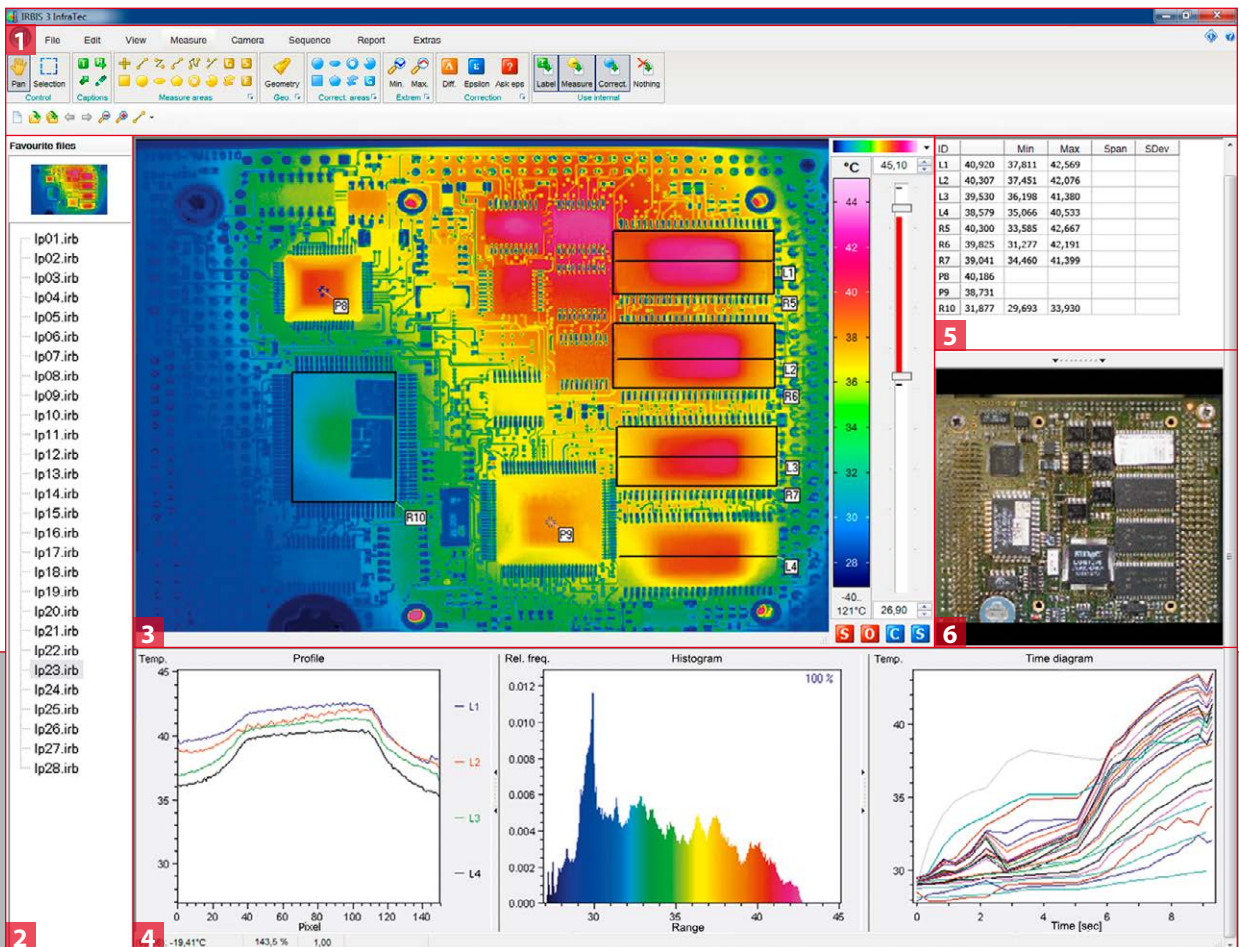 IRBIS 3 InfraTec
1
File Edit View Measure Camera Sequence Report Extras
Pan Selection Geometry Min. Max. Diff. Epsilon Ask eps Label Measure Correct. Nothing
Control Captions Measure areas Geo. Correct. areas Extrem Correction Use internal
Favourite files
lp01.irb
lp02.irb
lp03.irb
lp04.irb
lp05.irb
lp06.irb
lp07.irb
lp08.irb
lp09.irb
lp10.irb
lp11.irb
lp12.irb
lp13.irb
lp14.irb
lp15.irb
lp16.irb
lp17.irb
lp18.irb
lp19.irb
lp20.irb
lp21.irb
lp22.irb
lp23.irb
lp24.irb
lp25.irb
lp26.irb
lp27.irb
lp28.irb
2
L1
R5
P8
L2
R6
L3
R7
R10
P9
L4
3
°C 45,10
44
42
40
38
36
34
32
30
28
-40..
121°C 26,90
S O C S
ID Min Max Span SDev
L1 40,920 37,811 42,569
L2 40,307 37,451 42,076
L3 39,530 36,198 41,380
L4 38,579 35,066 40,533
R5 40,300 33,585 42,667
R6 39,825 31,277 42,191
R7 39,041 34,460 41,399
P8 40,186
P9 38,731
R10 31,877 29,693 33,930
5
6
Temp. Profile
45
40
35
30
0 20 40 60 80 100 120 140
Pixel
L1
L2
L3
L4
Rel. freq. Histogram
100 %
0.012
0.010
0.008
0.006
0.004
0.002
0.000
30 35 40 45
Range
Temp. Time diagram
40
35
30
0 2 4 6 8
Time [sec]
4
-19,41°C 143,5 % 1,00